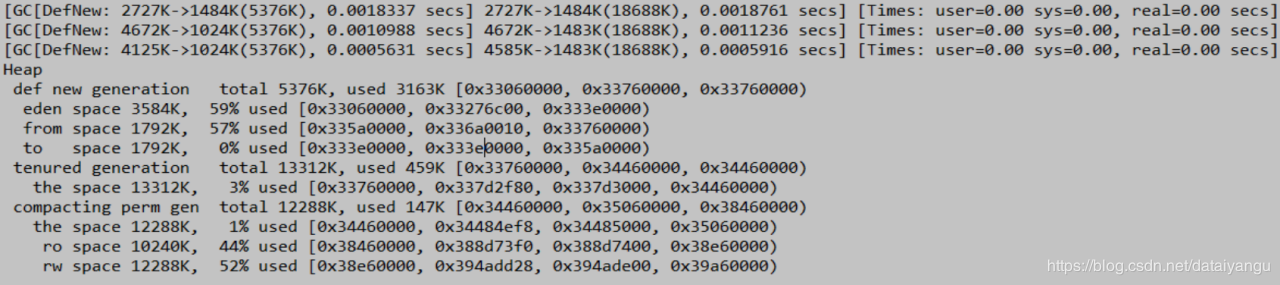 [GC[DefNew: 2727K->1484K(5376K), 0.0018337 secs] 2727K->1484K(18688K), 0.0018761 secs] [Times: user=0.00 sys=0.00, real=0.00 secs]
[GC[DefNew: 4672K->1024K(5376K), 0.0010988 secs] 4672K->1483K(18688K), 0.0011236 secs] [Times: user=0.00 sys=0.00, real=0.00 secs]
[GC[DefNew: 4125K->1024K(5376K), 0.0005631 secs] 4585K->1483K(18688K), 0.0005916 secs] [Times: user=0.00 sys=0.00, real=0.00 secs]
Heap
 def new generation   total 5376K, used 3163K [0x33060000, 0x33760000, 0x33760000)
  eden space 3584K,  59% used [0x33060000, 0x33276c00, 0x333e0000)
  from space 1792K,  57% used [0x335a0000, 0x336a0010, 0x33760000)
  to   space 1792K,   0% used [0x333e0000, 0x333e0000, 0x335a0000)
 tenured generation   total 13312K, used 459K [0x33760000, 0x34460000, 0x34460000)
   the space 13312K,   3% used [0x33760000, 0x337d2f80, 0x337d3000, 0x34460000)
 compacting perm gen  total 12288K, used 147K [0x34460000, 0x35060000, 0x38460000)
   the space 12288K,   1% used [0x34460000, 0x34484ef8, 0x34485000, 0x35060000)
    ro space 10240K,  44% used [0x38460000, 0x388d73f0, 0x388d7400, 0x38e60000)
    rw space 12288K,  52% used [0x38e60000, 0x394add28, 0x394ade00, 0x39a60000)
https://blog.csdn.net/dataiyangu